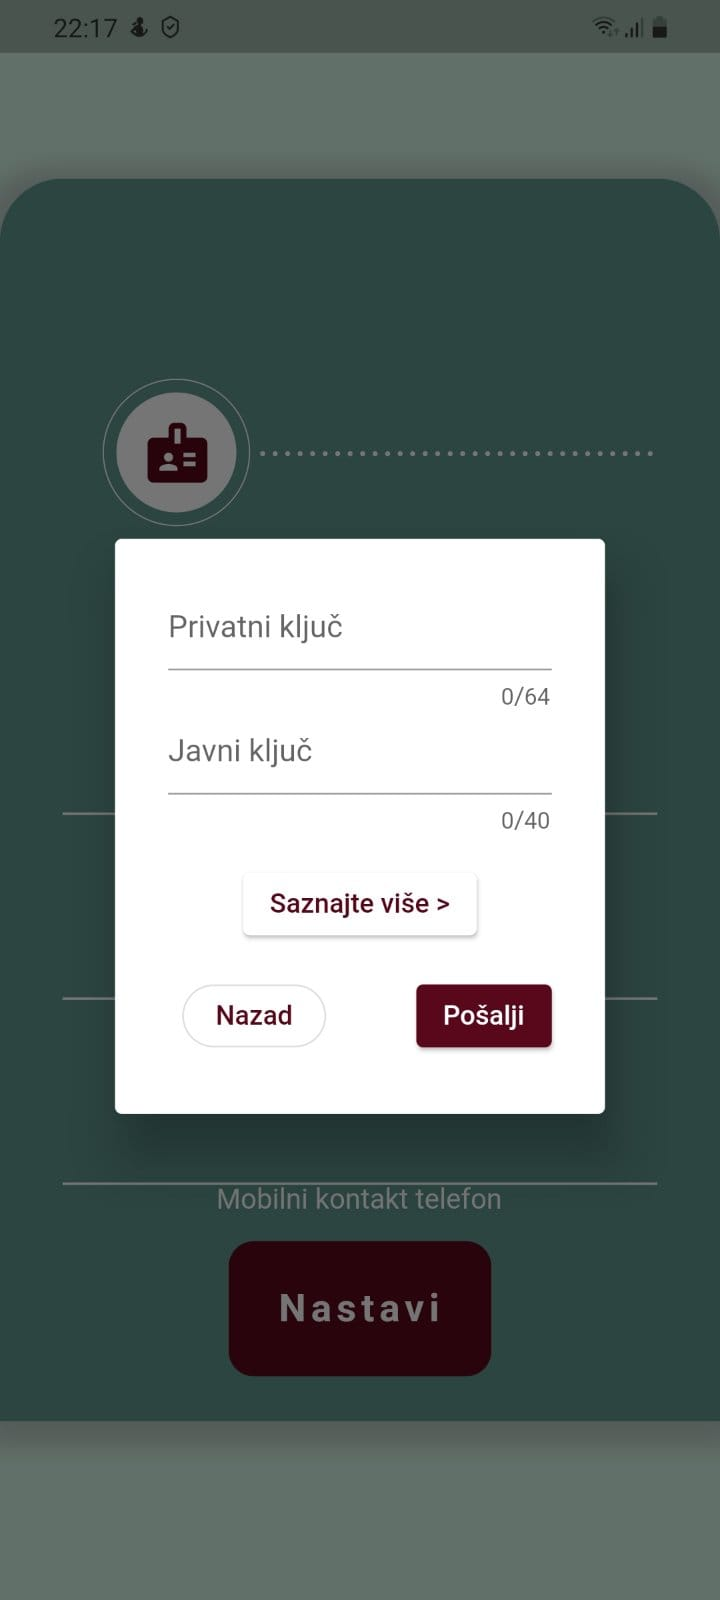 22:17
Privatni ključ
0/64
Javni ključ
0/40
Saznajte više >
Nazad
Pošalji
Mobilni kontakt telefon
Nastavi